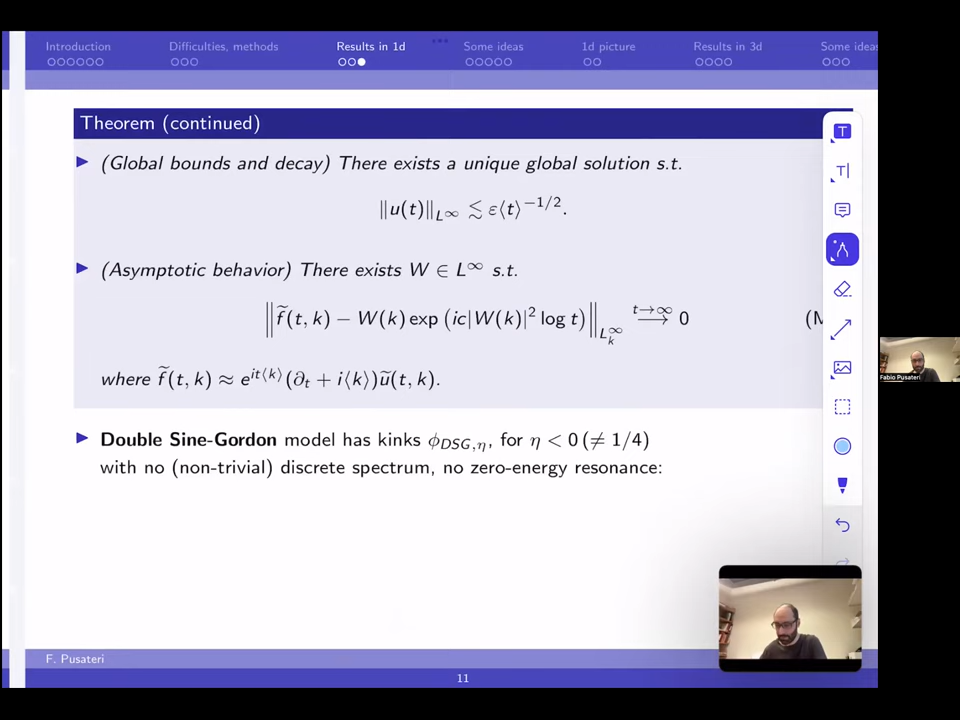 Introduction Difficulties, methods Results in 1d Some ideas 1d picture Results in 3d Some ideas
Theorem (continued)
(Global bounds and decay) There exists a unique global solution s.t.
‖u(t)‖_{L^∞} ≲ ε⟨t⟩^{−1/2}.
(Asymptotic behavior) There exists W ∈ L^∞ s.t.
‖f̃(t, k) − W(k) exp (ic|W(k)|² log t)‖_{L^∞_k} \xrightarrow{t→∞} 0 (M
where f̃(t, k) ≈ e^{it⟨k⟩}(∂_t + i⟨k⟩)ũ(t, k).
Double Sine-Gordon model has kinks ϕ_{DSG,η}, for η < 0 (≠ 1/4)
with no (non-trivial) discrete spectrum, no zero-energy resonance:
Fabio Pusateri
F. Pusateri
11